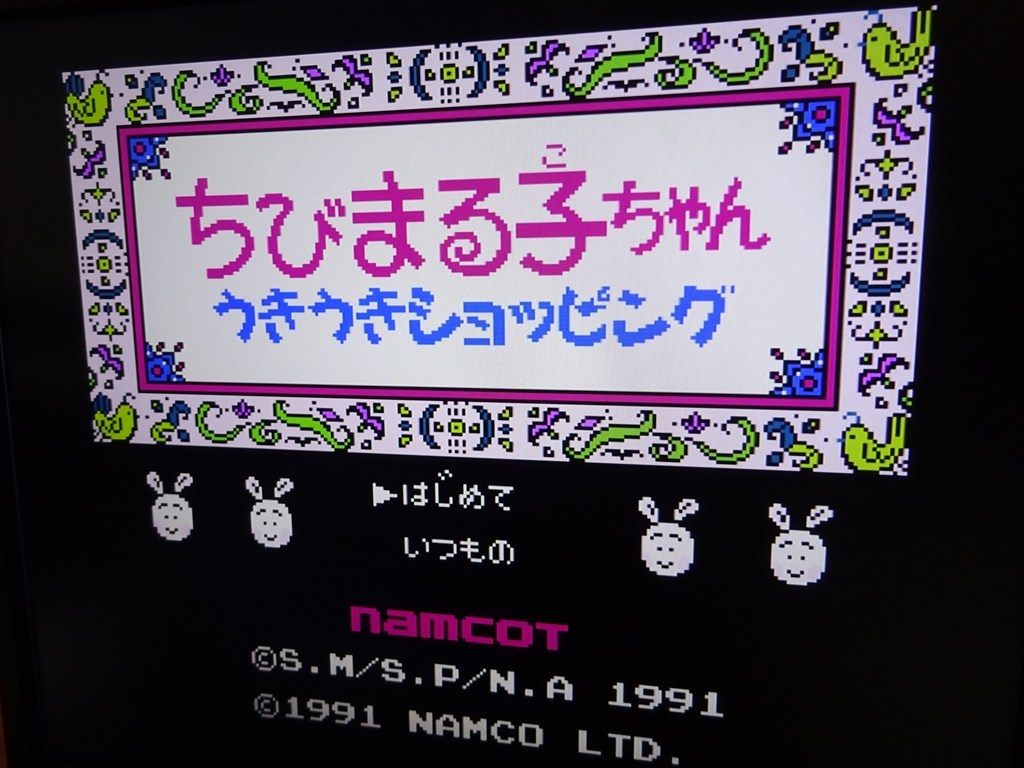 ちびまる子ちゃん
こ
うきうきショッピング
▶はじめて
いつもの
namcot
©S.M/S.P/N.A 1991
©1991 NAMCO LTD.